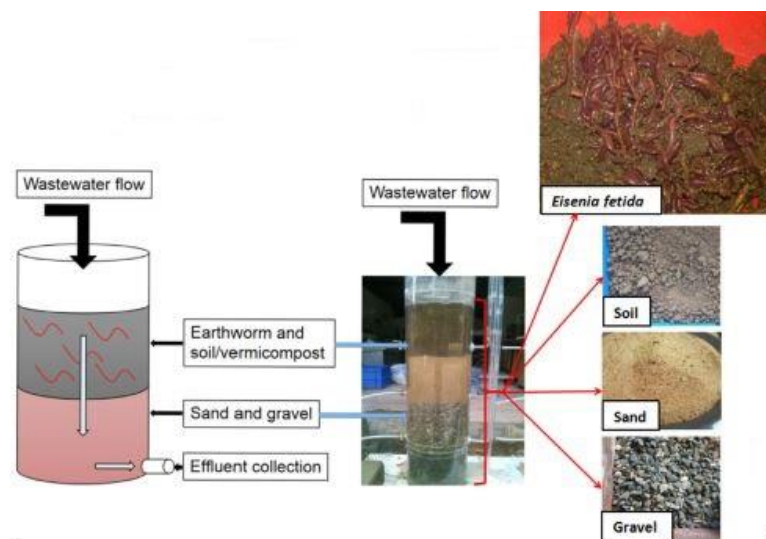 Wastewater flow
Earthworm and
soil/vermicompost
Sand and gravel
Effluent collection
Wastewater flow
Eisenia fetida
Soil
Sand
Gravel